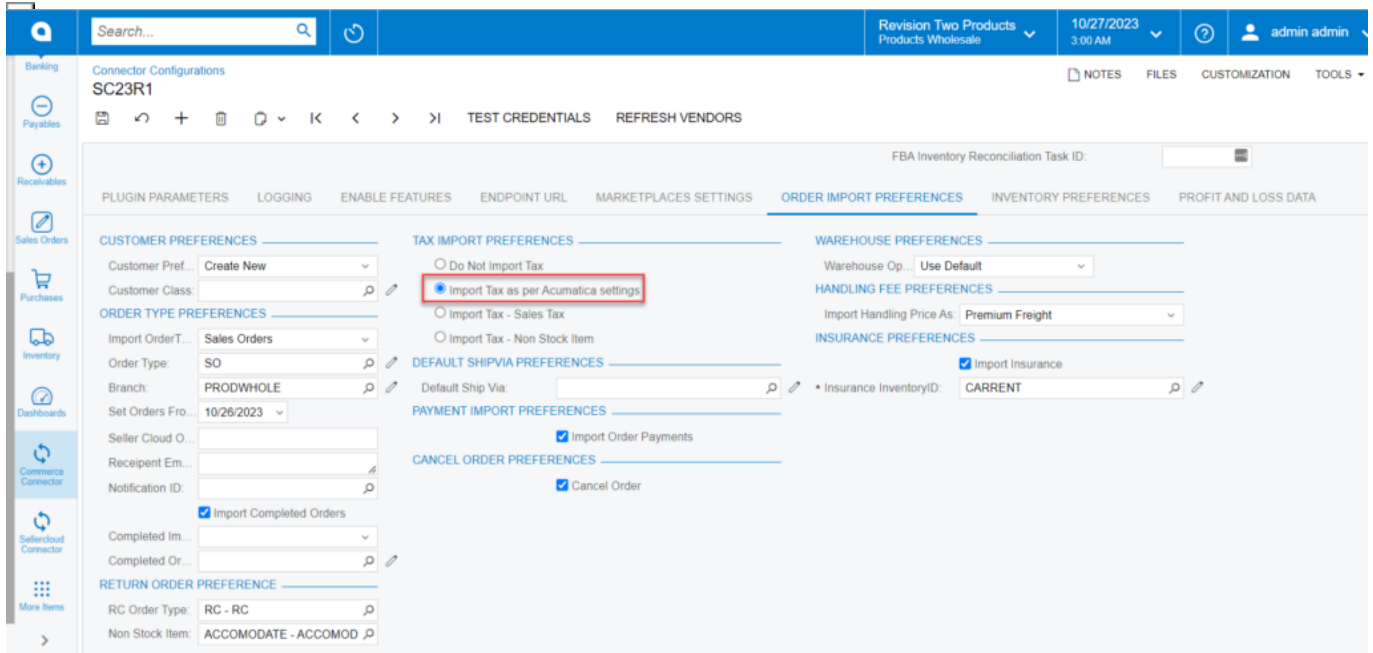 Search...
Revision Two Products
Products Wholesale
10/27/2023
3:00 AM
admin admin
Banking
Payables
Receivables
Sales Orders
Purchases
Inventory
Dashboards
Commerce
Connector
Sellercloud
Connector
More Items
Connector Configurations
SC23R1
NOTES FILES CUSTOMIZATION TOOLS
TEST CREDENTIALS REFRESH VENDORS
FBA Inventory Reconciliation Task ID:
PLUGIN PARAMETERS LOGGING ENABLE FEATURES ENDPOINT URL MARKETPLACES SETTINGS ORDER IMPORT PREFERENCES INVENTORY PREFERENCES PROFIT AND LOSS DATA
CUSTOMER PREFERENCES
Customer Pref... Create New
Customer Class:
ORDER TYPE PREFERENCES
Import OrderT... Sales Orders
Order Type: SO
Branch: PRODWHOLE
Set Orders Fro... 10/26/2023
Seller Cloud O...
Receipent Em...
Notification ID:
Import Completed Orders
Completed Im...
Completed Or...
RETURN ORDER PREFERENCE
RC Order Type: RC - RC
Non Stock Item: ACCOMODATE - ACCOMOD
TAX IMPORT PREFERENCES
Do Not Import Tax
Import Tax as per Acumatica settings
Import Tax - Sales Tax
Import Tax - Non Stock Item
DEFAULT SHIPVIA PREFERENCES
Default Ship Via:
PAYMENT IMPORT PREFERENCES
Import Order Payments
CANCEL ORDER PREFERENCES
Cancel Order
WAREHOUSE PREFERENCES
Warehouse Op... Use Default
HANDLING FEE PREFERENCES
Import Handling Price As: Premium Freight
INSURANCE PREFERENCES
Import Insurance
* Insurance InventoryID: CARRENT